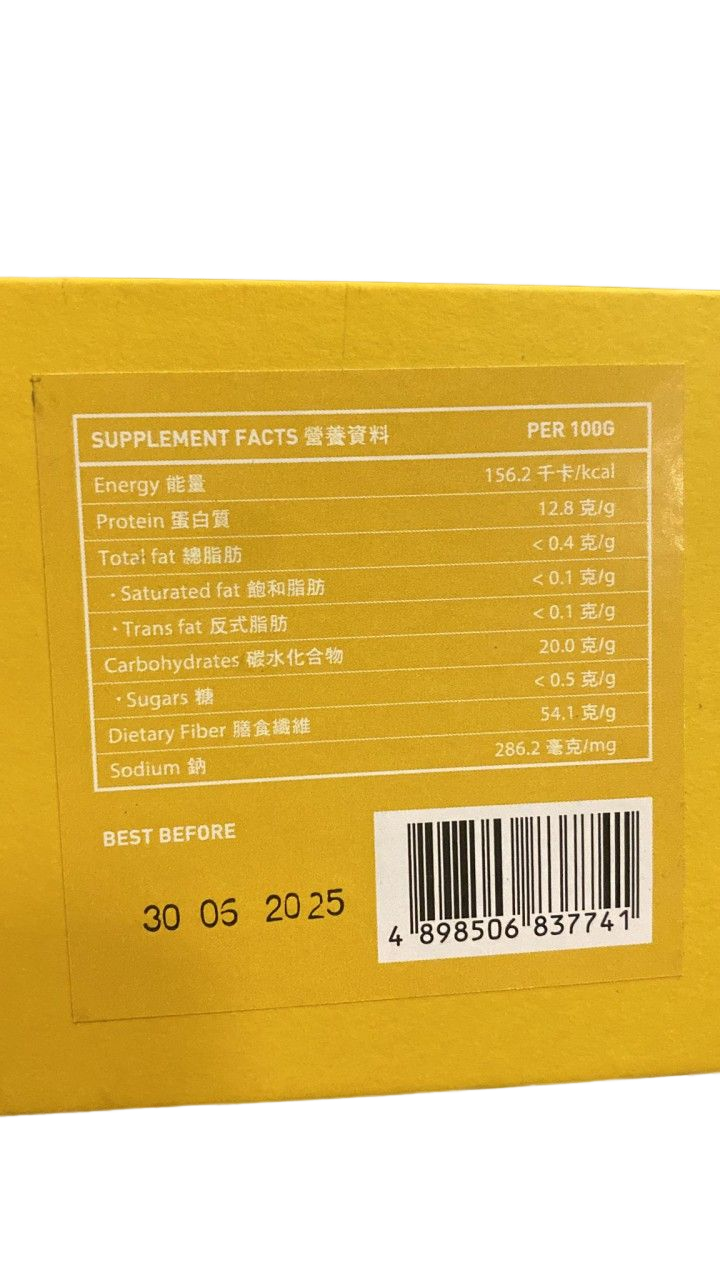 SUPPLEMENT FACTS 營養資料 PER 100G
Energy 能量 156.2 千卡/kcal
Protein 蛋白質 12.8 克/g
Total fat 總脂肪 < 0.4 克/g
· Saturated fat 飽和脂肪 < 0.1 克/g
· Trans fat 反式脂肪 < 0.1 克/g
Carbohydrates 碳水化合物 20.0 克/g
· Sugars 糖 < 0.5 克/g
Dietary Fiber 膳食纖維 54.1 克/g
Sodium 鈉 286.2 毫克/mg
BEST BEFORE
30 06 2025
4 898506 837741